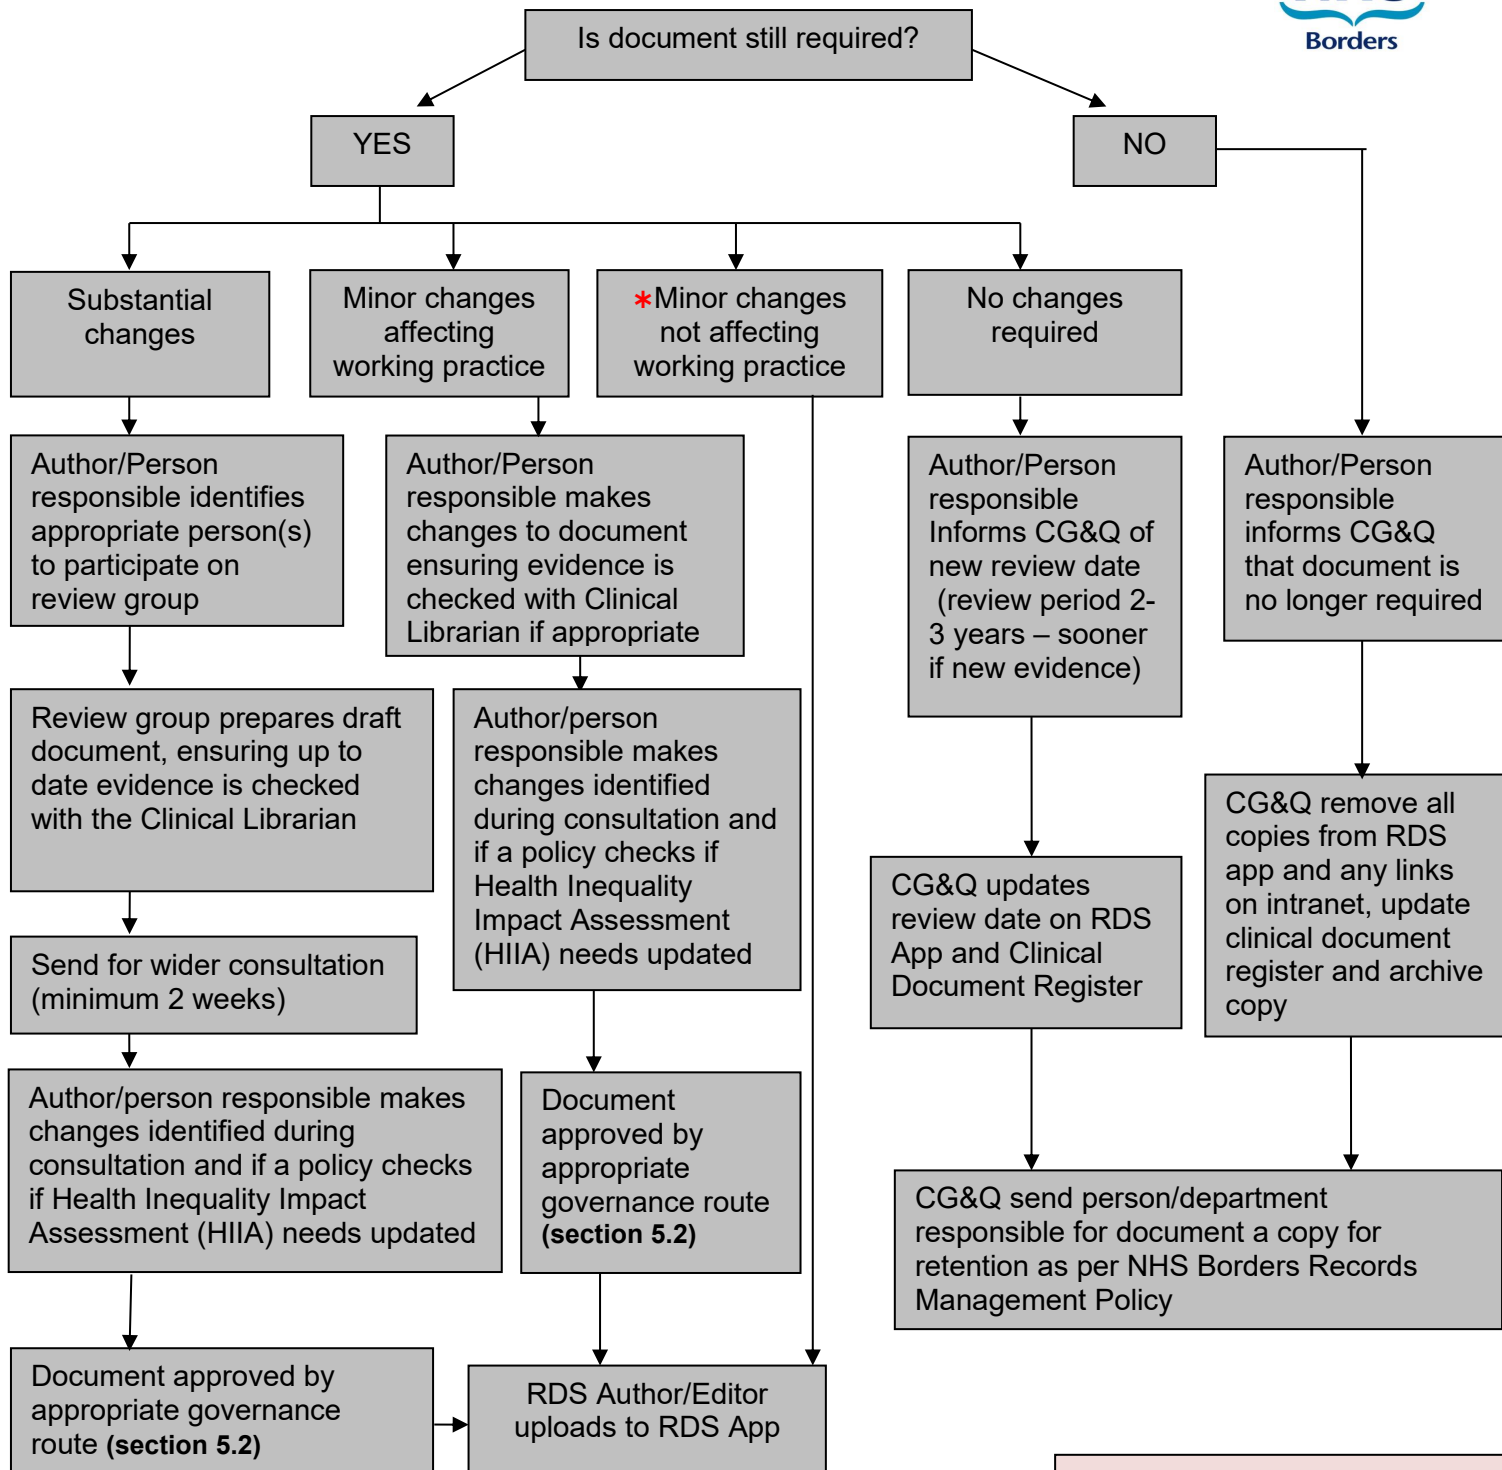 Borders
Is document still required?
YES
NO
Substantial
changes
Minor changes
affecting
working practice
*Minor changes
not affecting
working practice
No changes
required
Author/Person
responsible identifies
appropriate person(s)
to participate on
review group
Author/Person
responsible makes
changes to document
ensuring evidence is
checked with Clinical
Librarian if appropriate
Author/Person
responsible
Informs CG&Q of
new review date
(review period 2-
3 years – sooner
if new evidence)
Author/Person
responsible
informs CG&Q
that document is
no longer required
Review group prepares draft
document, ensuring up to
date evidence is checked
with the Clinical Librarian
Author/person
responsible makes
changes identified
during consultation and
if a policy checks if
Health Inequality
Impact Assessment
(HIIA) needs updated
CG&Q updates
review date on RDS
App and Clinical
Document Register
CG&Q remove all
copies from RDS
app and any links
on intranet, update
clinical document
register and archive
copy
Send for wider consultation
(minimum 2 weeks)
Author/person responsible makes
changes identified during
consultation and if a policy checks
if Health Inequality Impact
Assessment (HIIA) needs updated
Document
approved by
appropriate
governance route
(section 5.2)
CG&Q send person/department
responsible for document a copy for
retention as per NHS Borders Records
Management Policy
Document approved by
appropriate governance
route (section 5.2)
RDS Author/Editor
uploads to RDS App